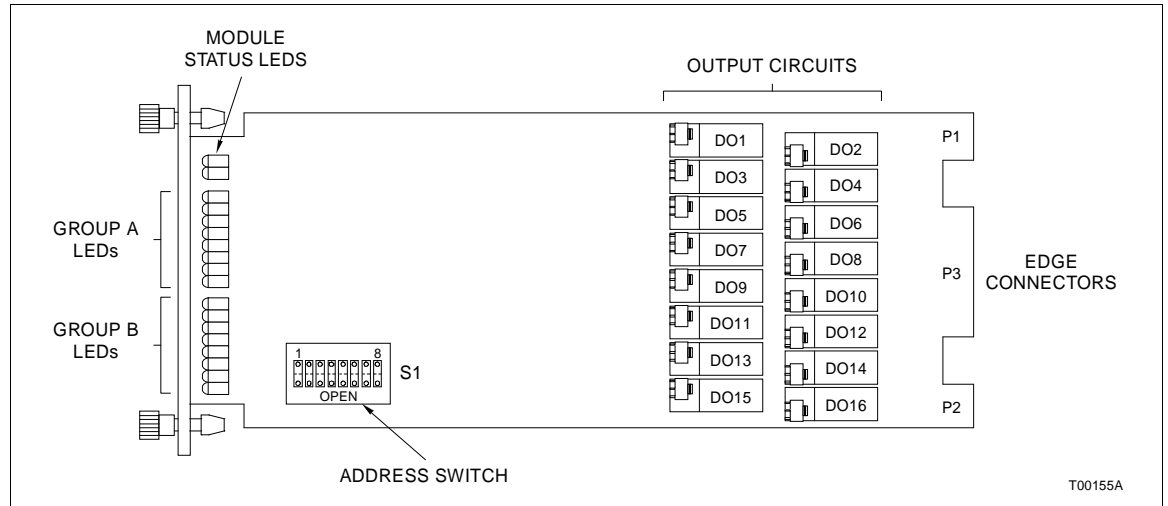 MODULE
STATUS LEDS
OUTPUT CIRCUITS
DO1
DO2
P1
DO3
DO4
DO5
DO6
GROUP A
LEDs
DO7
DO8
P3
EDGE
CONNECTORS
DO9
DO10
GROUP B
LEDs
DO11
DO12
1 8
S1
OPEN
DO13
DO14
DO15
DO16
P2
ADDRESS SWITCH
T00155A